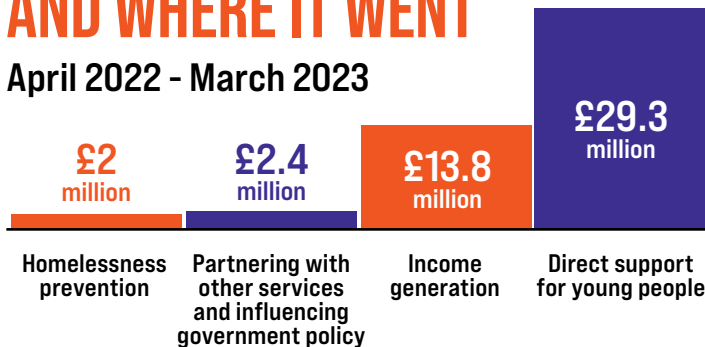 AND WHERE IT WENT
April 2022 - March 2023
£2
million
£2.4
million
£13.8
million
£29.3
million
Homelessness
prevention
Partnering with
other services
and influencing
government policy
Income
generation
Direct support
for young people